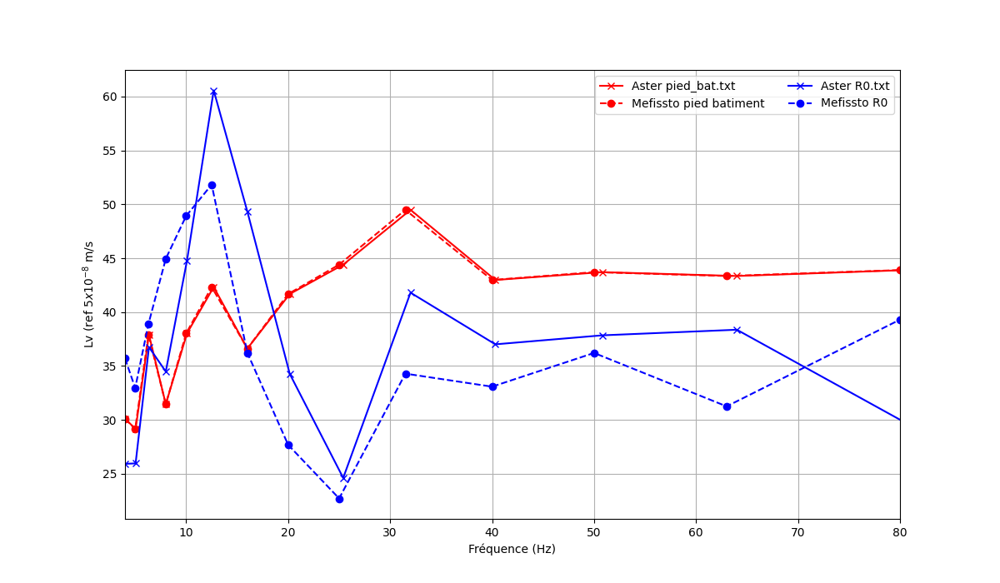 Aster pied_bat.txt
Mefissto pied batiment
Aster R0.txt
Mefissto R0
Lv (ref 5x10⁻⁸ m/s
60
55
50
45
40
35
30
25
10 20 30 40 50 60 70 80
Fréquence (Hz)